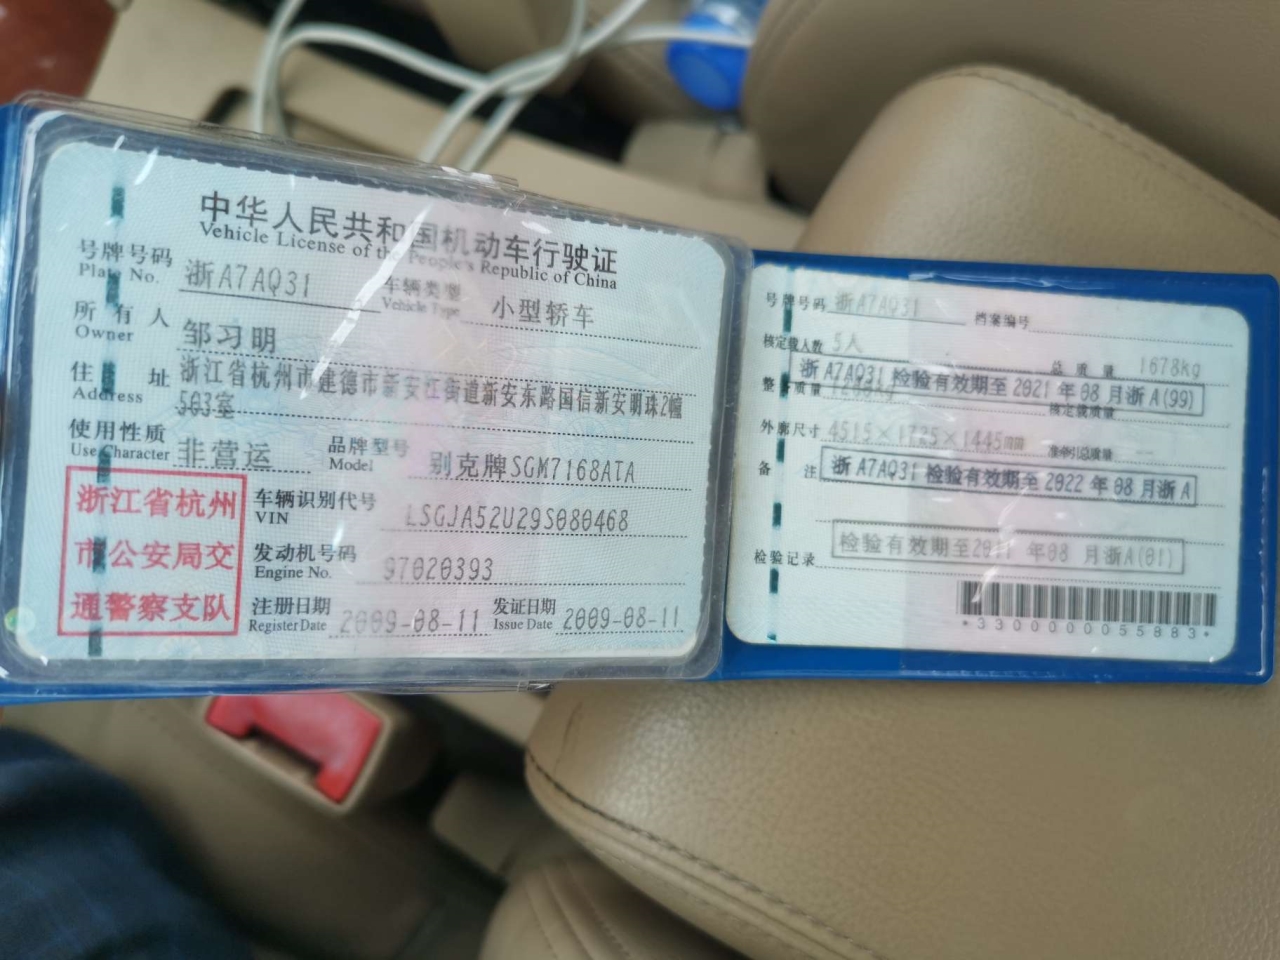 中华人民共和国机动车行驶证
Vehicle License of the People's Republic of China
号牌号码 浙A7AQ31 车辆类型 小型轿车
Plate No. Vehicle Type
所有人 邹习明
Owner
住址 浙江省杭州市建德市新安江街道新安东路国信新安明珠2幢
Address 503室
使用性质 非营运 品牌型号 别克牌SGM7168ATA
Use Character Model
浙江省杭州
市公安局交
通警察支队
车辆识别代号 LSGJA52U29S080468
VIN
发动机号码 97020393
Engine No.
注册日期 2009-08-11 发证日期 2009-08-11
Register Date Issue Date
号牌号码 浙A7AQ31 档案编号
核定载人数 5人 总质量 1678kg
浙A7AQ31 检验有效期至2021年08月浙A(99)
整备质量 核定载质量
外廓尺寸 4515×1725×1445mm 准牵引总质量
备注 浙A7AQ31 检验有效期至2022年08月浙A
检验记录 检验有效期至2011年08月浙A(01)
*3300000055883*